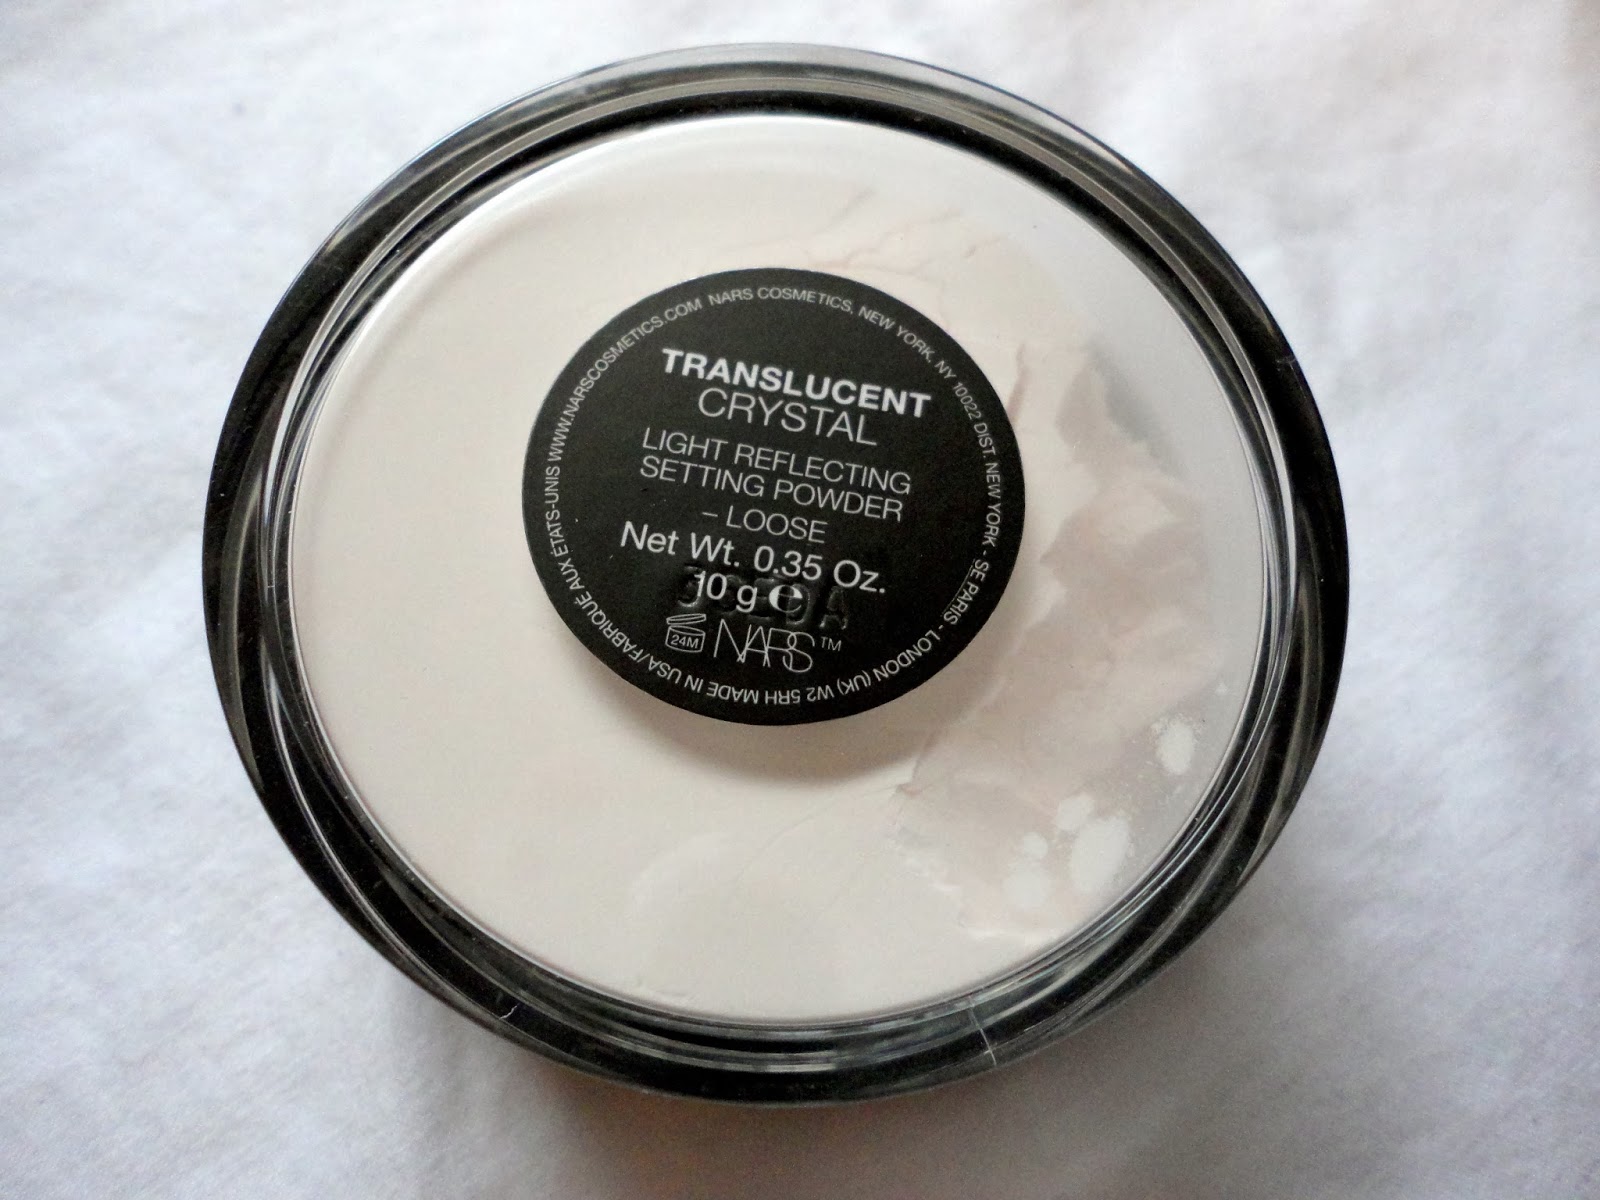 TRANSLUCENT
CRYSTAL
LIGHT REFLECTING
SETTING POWDER
– LOOSE
Net Wt. 0.35 Oz.
10 g ℮
24M NARS™
WWW.NARSCOSMETICS.COM NARS COSMETICS, NEW YORK, NY 10022 DIST. NEW YORK - SE PARIS - LONDON (UK) W2 5RH MADE IN USA/FABRIQUÉ AUX ÉTATS-UNIS